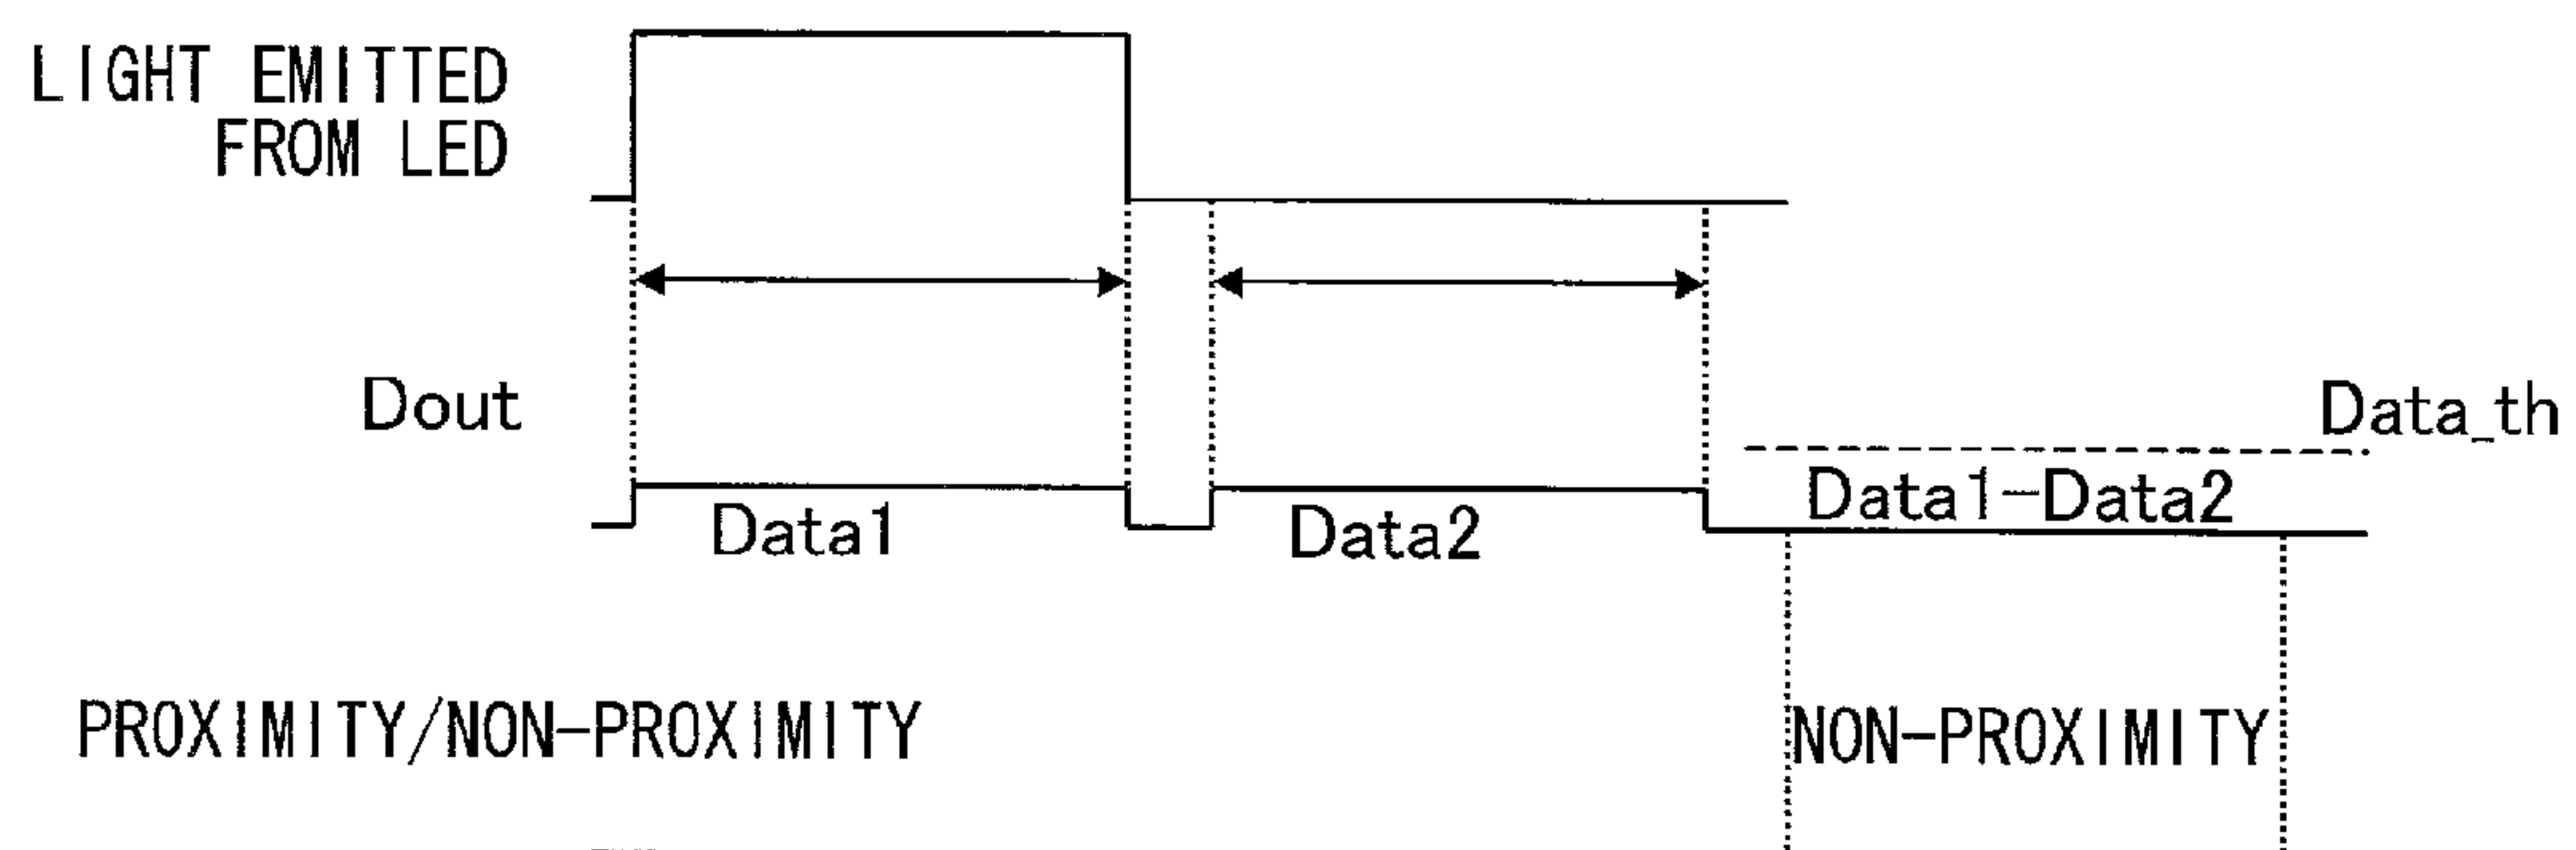 LIGHT EMITTED
FROM LED
Dout
Data_th
Data1-Data2
Data1
Data2
PROXIMITY/NON-PROXIMITY
NON-PROXIMITY